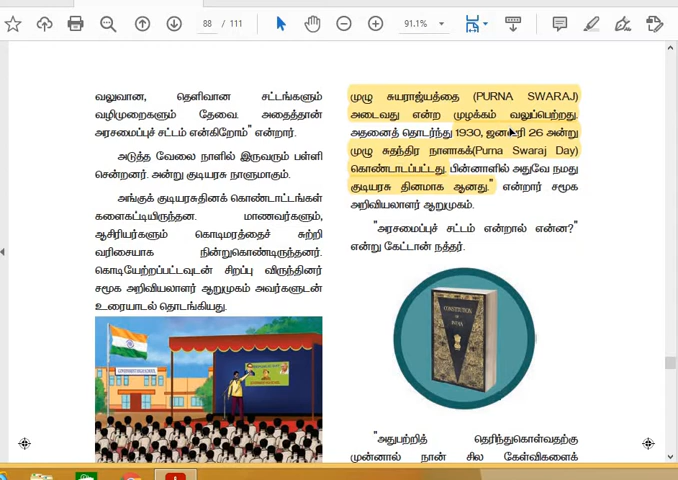 88 / 111
91.1%
வலுவான, தெளிவான சட்டங்களும்
வழிமுறைகளும் தேவை. அதைத்தான்
அரசமைப்புச் சட்டம் என்கிறோம்" என்றார்.
அடுத்த வேலை நாளில் இருவரும் பள்ளி
சென்றனர். அன்று குடியரசு நாளுமாகும்.
அங்குக் குடியரசுதினக் கொண்டாட்டங்கள்
களைகட்டியிருந்தன. மாணவர்களும்,
ஆசிரியர்களும் கொடிமரத்தைச் சுற்றி
வரிசையாக நின்றுகொண்டிருந்தனர்.
கொடியேற்றப்பட்டவுடன் சிறப்பு விருந்தினர்
சமூக அறிவியலாளர் ஆறுமுகம் அவர்களுடன்
உரையாடல் தொடங்கியது.
முழு சுயராஜ்யத்தை (PURNA SWARAJ)
அடைவது என்ற முழக்கம் வலுப்பெற்றது.
அதனைத் தொடர்ந்து 1930, ஜனவரி 26 அன்று
முழு சுதந்திர நாளாகக்(Purna Swaraj Day)
கொண்டாடப்பட்டது. பின்னாளில் அதுவே நமது
குடியரசு தினமாக ஆனது." என்றார் சமூக
அறிவியலாளர் ஆறுமுகம்.
"அரசமைப்புச் சட்டம் என்றால் என்ன?"
என்று கேட்டான் நத்தர்.
CONSTITUTION
OF
INDIA
"அதுபற்றித் தெரிந்துகொள்வதற்கு
முன்னால் நான் சில கேள்விகளைக்